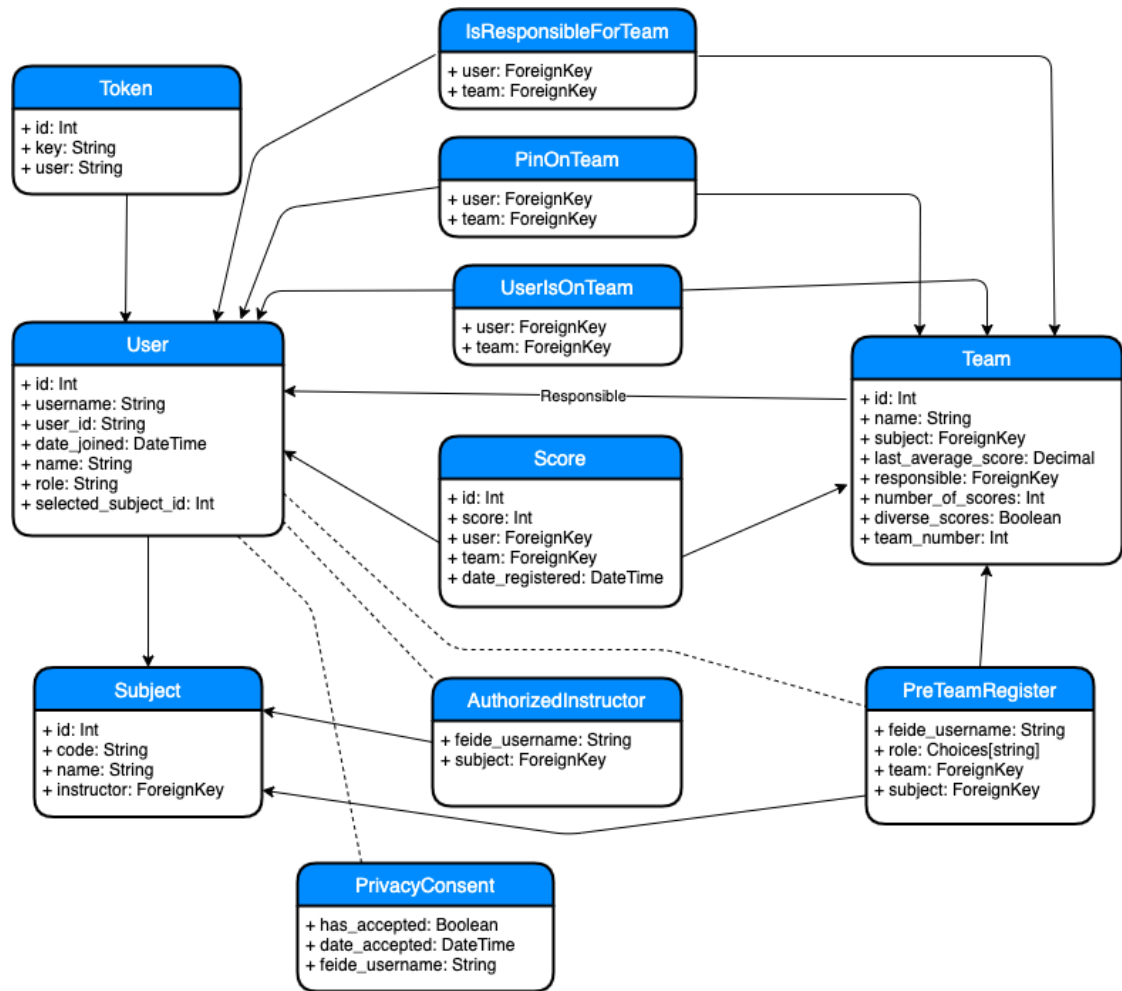 IsResponsibleForTeam
+ user: ForeignKey
+ team: ForeignKey
Token
+ id: Int
+ key: String
+ user: String
PinOnTeam
+ user: ForeignKey
+ team: ForeignKey
UserIsOnTeam
+ user: ForeignKey
+ team: ForeignKey
User
+ id: Int
+ username: String
+ user_id: String
+ date_joined: DateTime
+ name: String
+ role: String
+ selected_subject_id: Int
Responsible
Team
+ id: Int
+ name: String
+ subject: ForeignKey
+ last_average_score: Decimal
+ responsible: ForeignKey
+ number_of_scores: Int
+ diverse_scores: Boolean
+ team_number: Int
Score
+ id: Int
+ score: Int
+ user: ForeignKey
+ team: ForeignKey
+ date_registered: DateTime
Subject
+ id: Int
+ code: String
+ name: String
+ instructor: ForeignKey
AuthorizedInstructor
+ feide_username: String
+ subject: ForeignKey
PreTeamRegister
+ feide_username: String
+ role: Choices[string]
+ team: ForeignKey
+ subject: ForeignKey
PrivacyConsent
+ has_accepted: Boolean
+ date_accepted: DateTime
+ feide_username: String